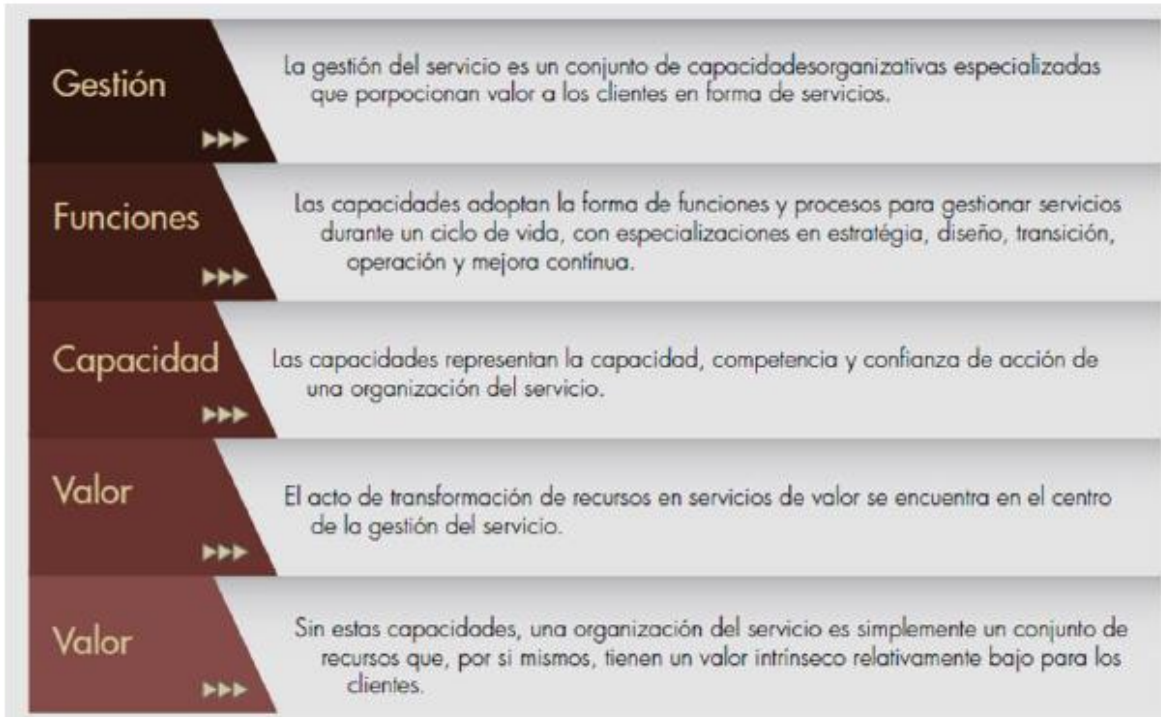 Gestión
La gestión del servicio es un conjunto de capacidadesorganizativas especializadas
que porpocionan valor a los clientes en forma de servicios.
Funciones
Las capacidades adoptan la forma de funciones y procesos para gestionar servicios
durante un ciclo de vida, con especializaciones en estratégia, diseño, transición,
operación y mejora contínua.
Capacidad
Las capacidades representan la capacidad, competencia y confianza de acción de
una organización del servicio.
Valor
El acto de transformación de recursos en servicios de valor se encuentra en el centro
de la gestión del servicio.
Valor
Sin estas capacidades, una organización del servicio es simplemente un conjunto de
recursos que, por si mismos, tienen un valor intrínseco relativamente bajo para los
clientes.